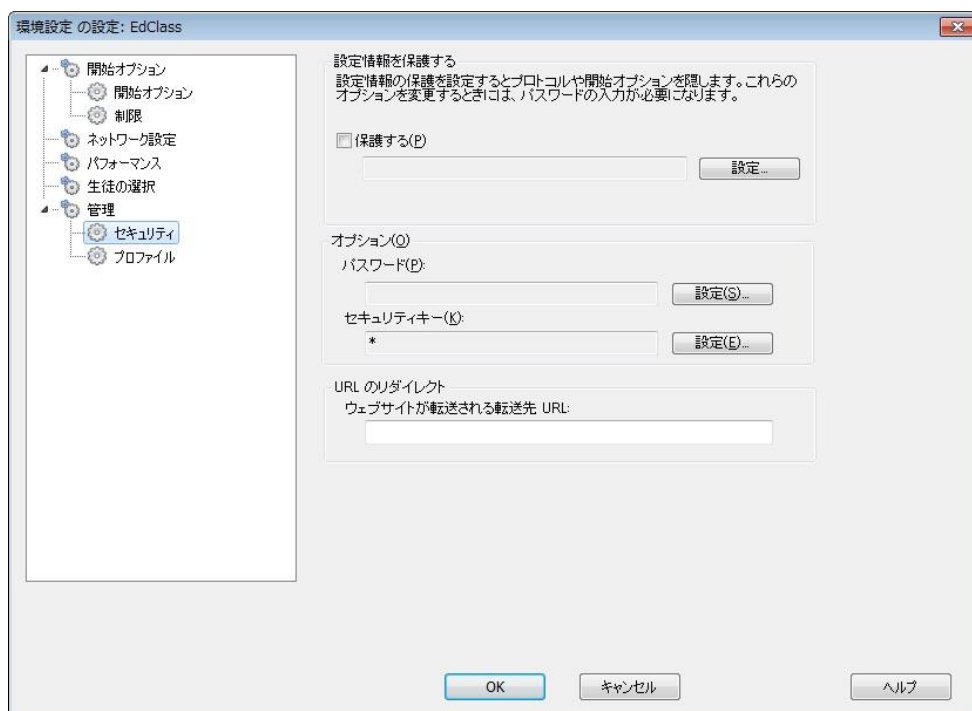 環境設定 の設定: EdClass
開始オプション
開始オプション
制限
ネットワーク設定
パフォーマンス
生徒の選択
管理
セキュリティ
プロファイル
設定情報を保護する
設定情報の保護を設定するとプロトコルや開始オプションを隠します。これらの
オプションを変更するときには、パスワードの入力が必要になります。
保護する(P)
設定...
オプション(O)
パスワード(P):
設定(S)...
セキュリティキー(K):
*
設定(E)...
URL のリダイレクト
ウェブサイトが転送される転送先 URL:
OK
キャンセル
ヘルプ